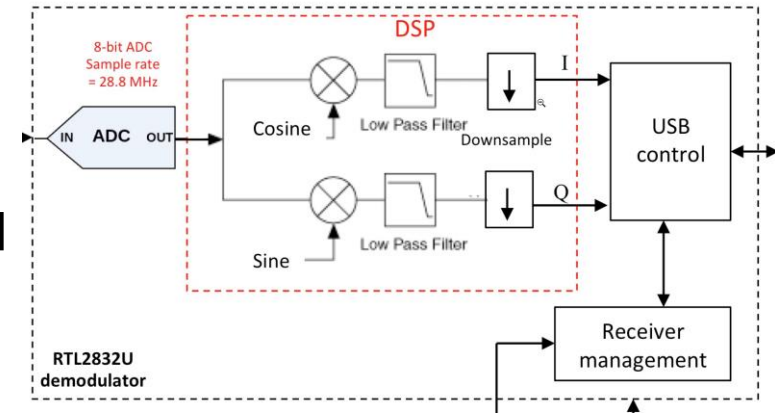 DSP
8-bit ADC
Sample rate
= 28.8 MHz
IN ADC OUT
Cosine
Low Pass Filter
Downsample
I
USB
control
Sine
Low Pass Filter
Q
Receiver
management
RTL2832U
demodulator